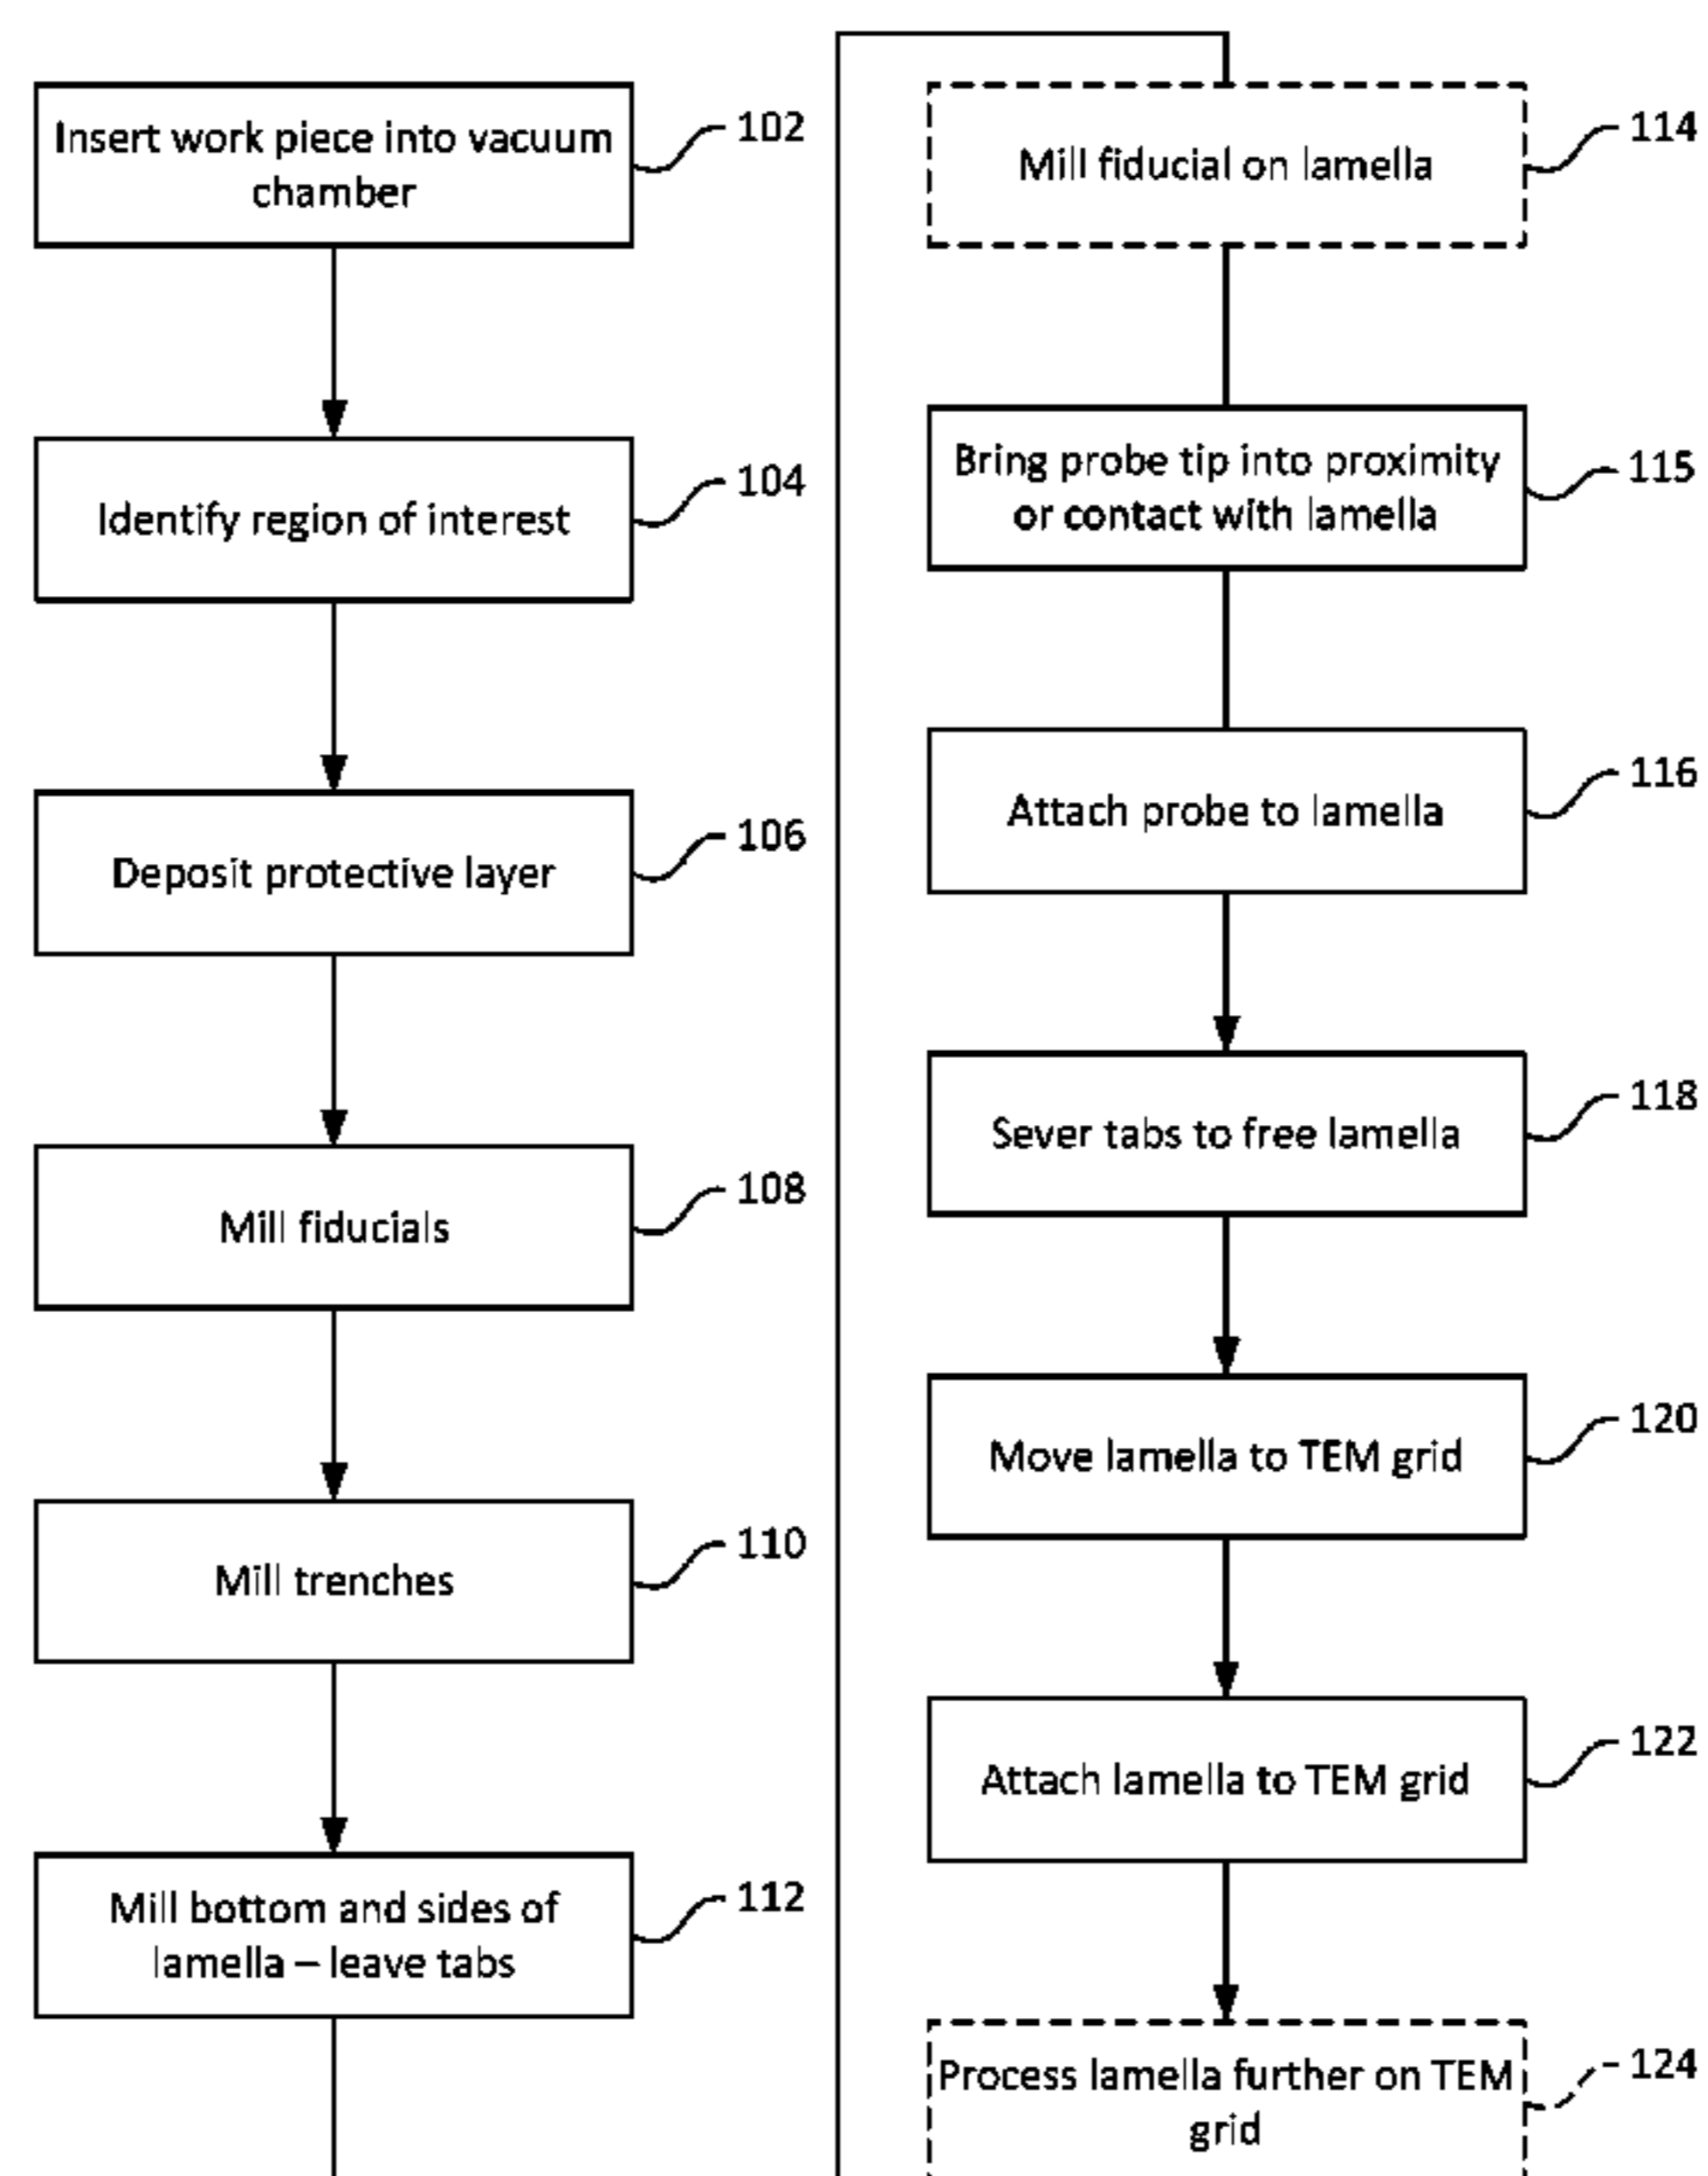 Insert work piece into vacuum
chamber
102
Identify region of interest
104
Deposit protective layer
106
Mill fiducials
108
Mill trenches
110
Mill bottom and sides of
lamella – leave tabs
112
Mill fiducial on lamella
114
Bring probe tip into proximity
or contact with lamella
115
Attach probe to lamella
116
Sever tabs to free lamella
118
Move lamella to TEM grid
120
Attach lamella to TEM grid
122
Process lamella further on TEM
grid
124